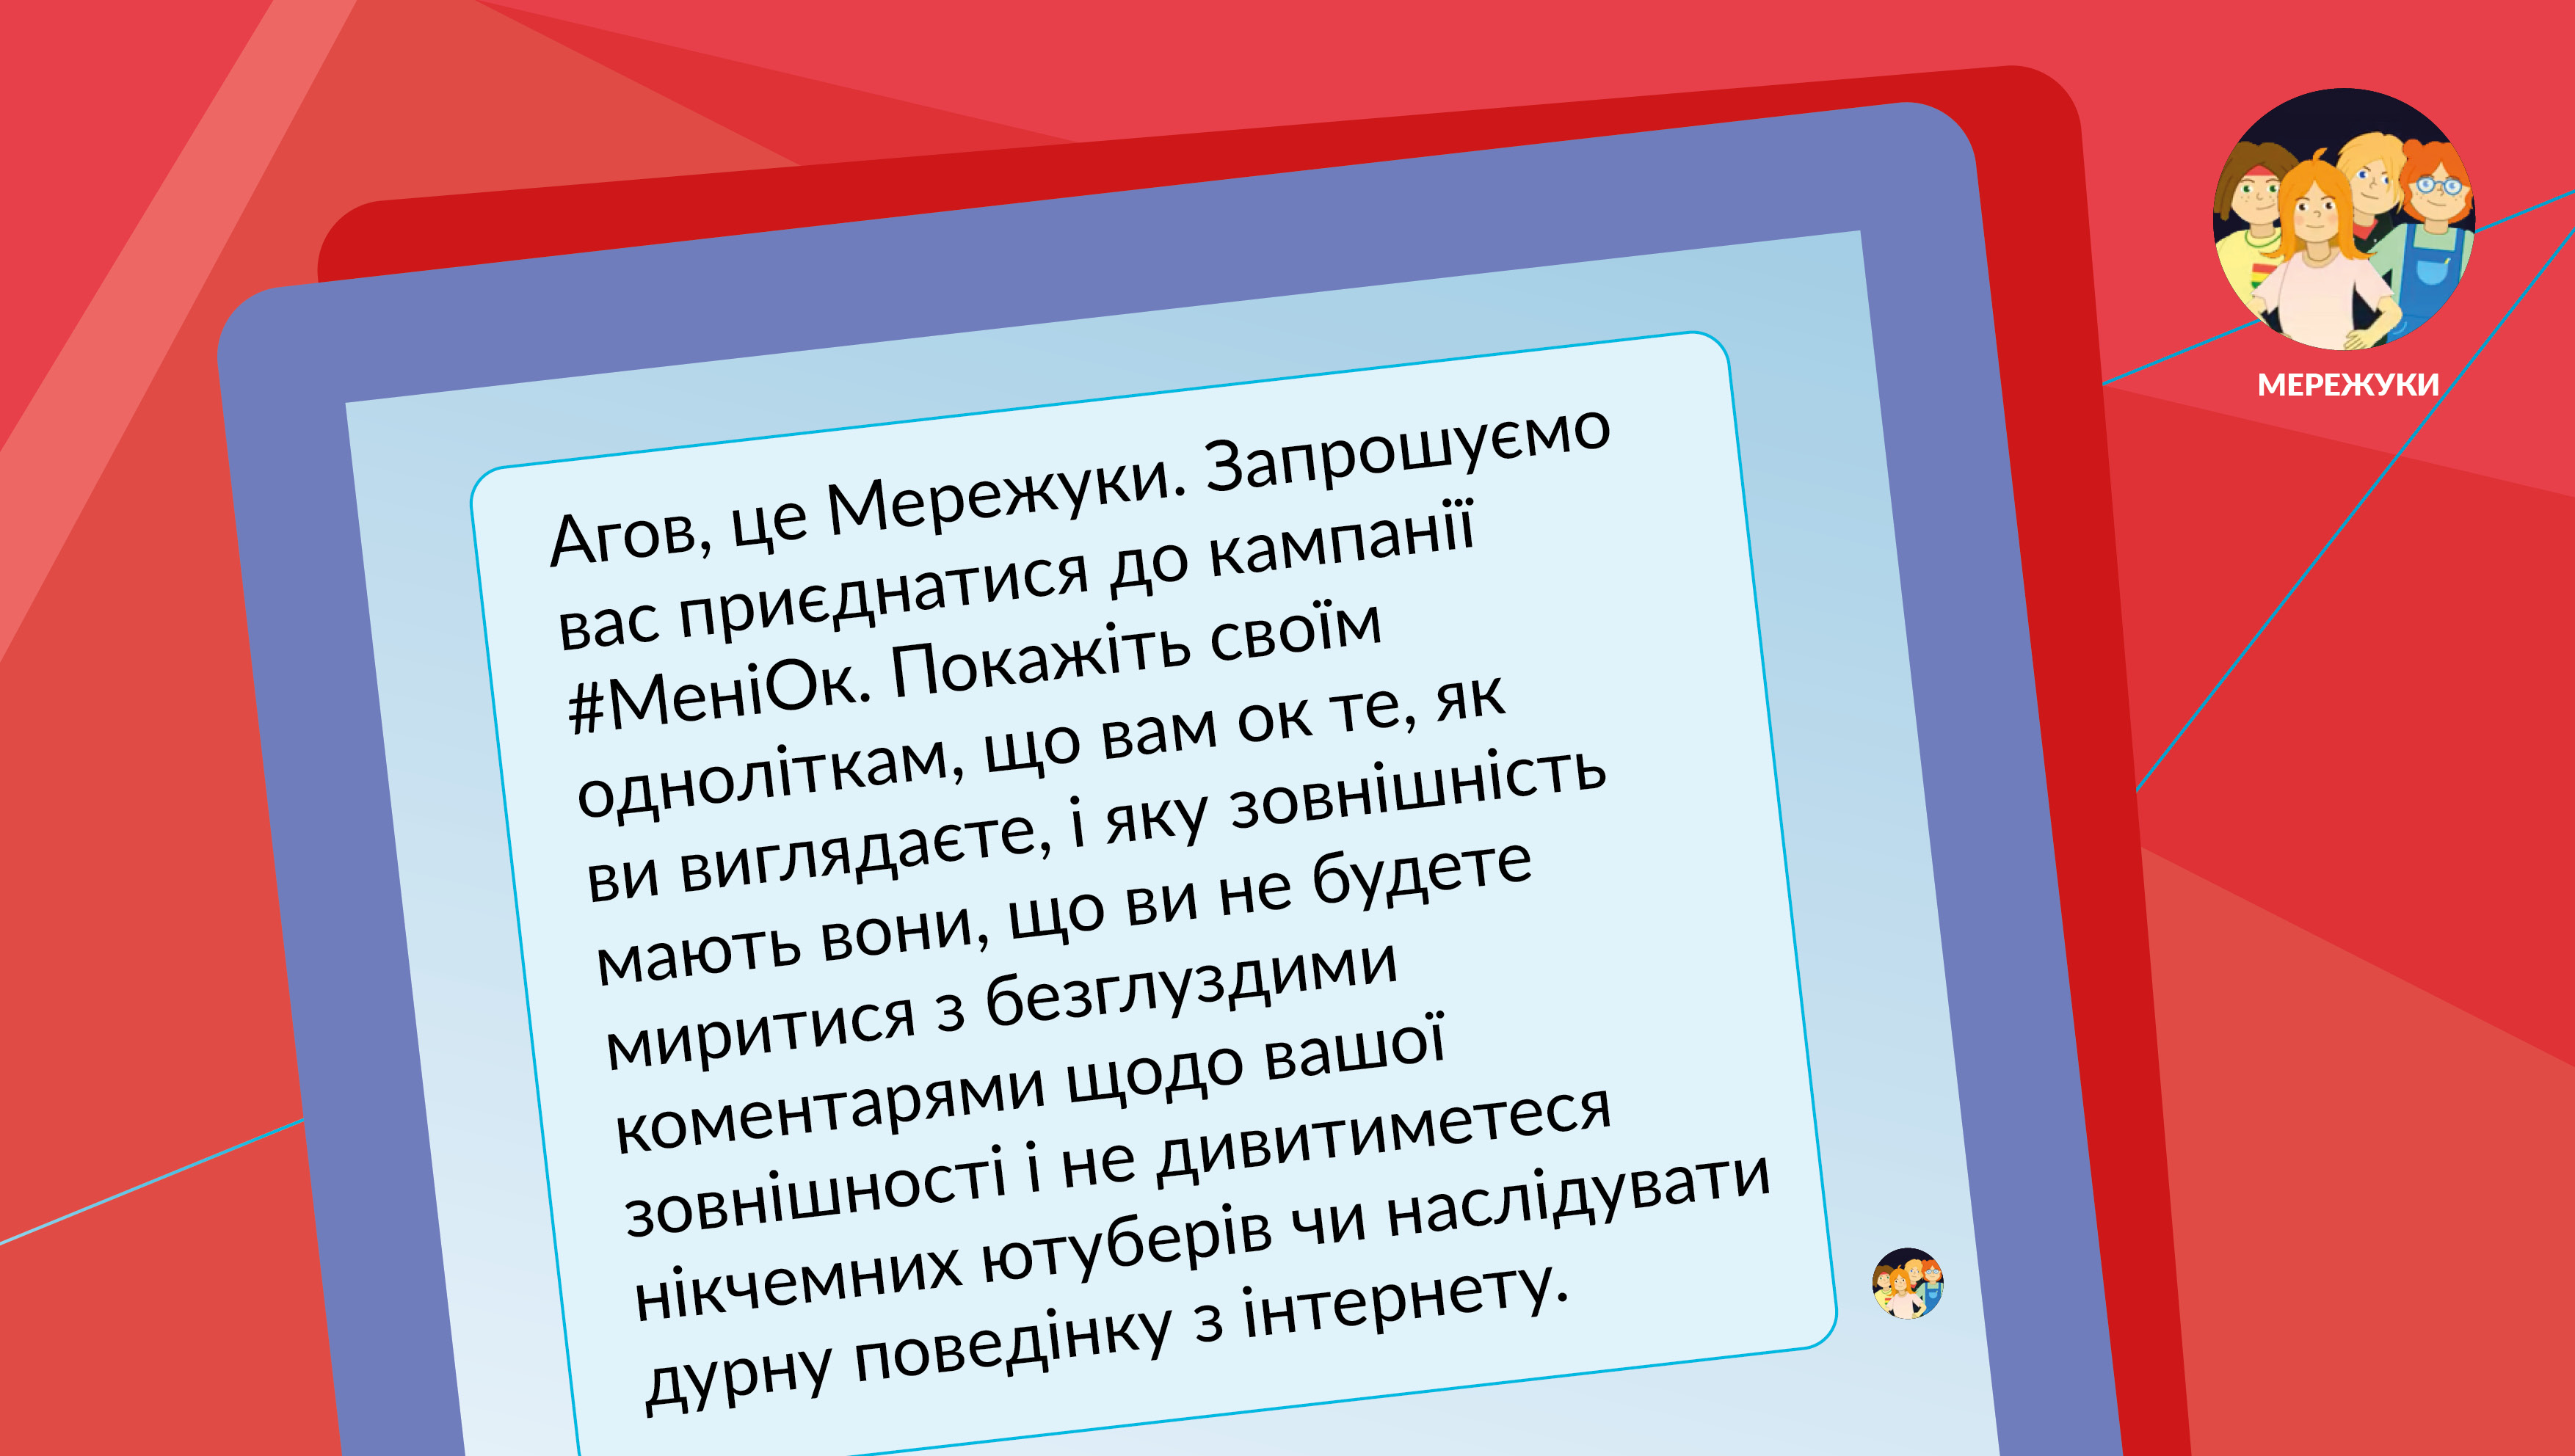 МЕРЕЖУКИ
Агов, це Мережуки. Запрошуємо
вас приєднатися до кампанії
#МеніОк. Покажіть своїм
одноліткам, що вам ок те, як
ви виглядаєте, і яку зовнішність
мають вони, що ви не будете
миритися з безглуздими
коментарями щодо вашої
зовнішності і не дивитиметеся
нікчемних ютуберів чи наслідувати
дурну поведінку з інтернету.